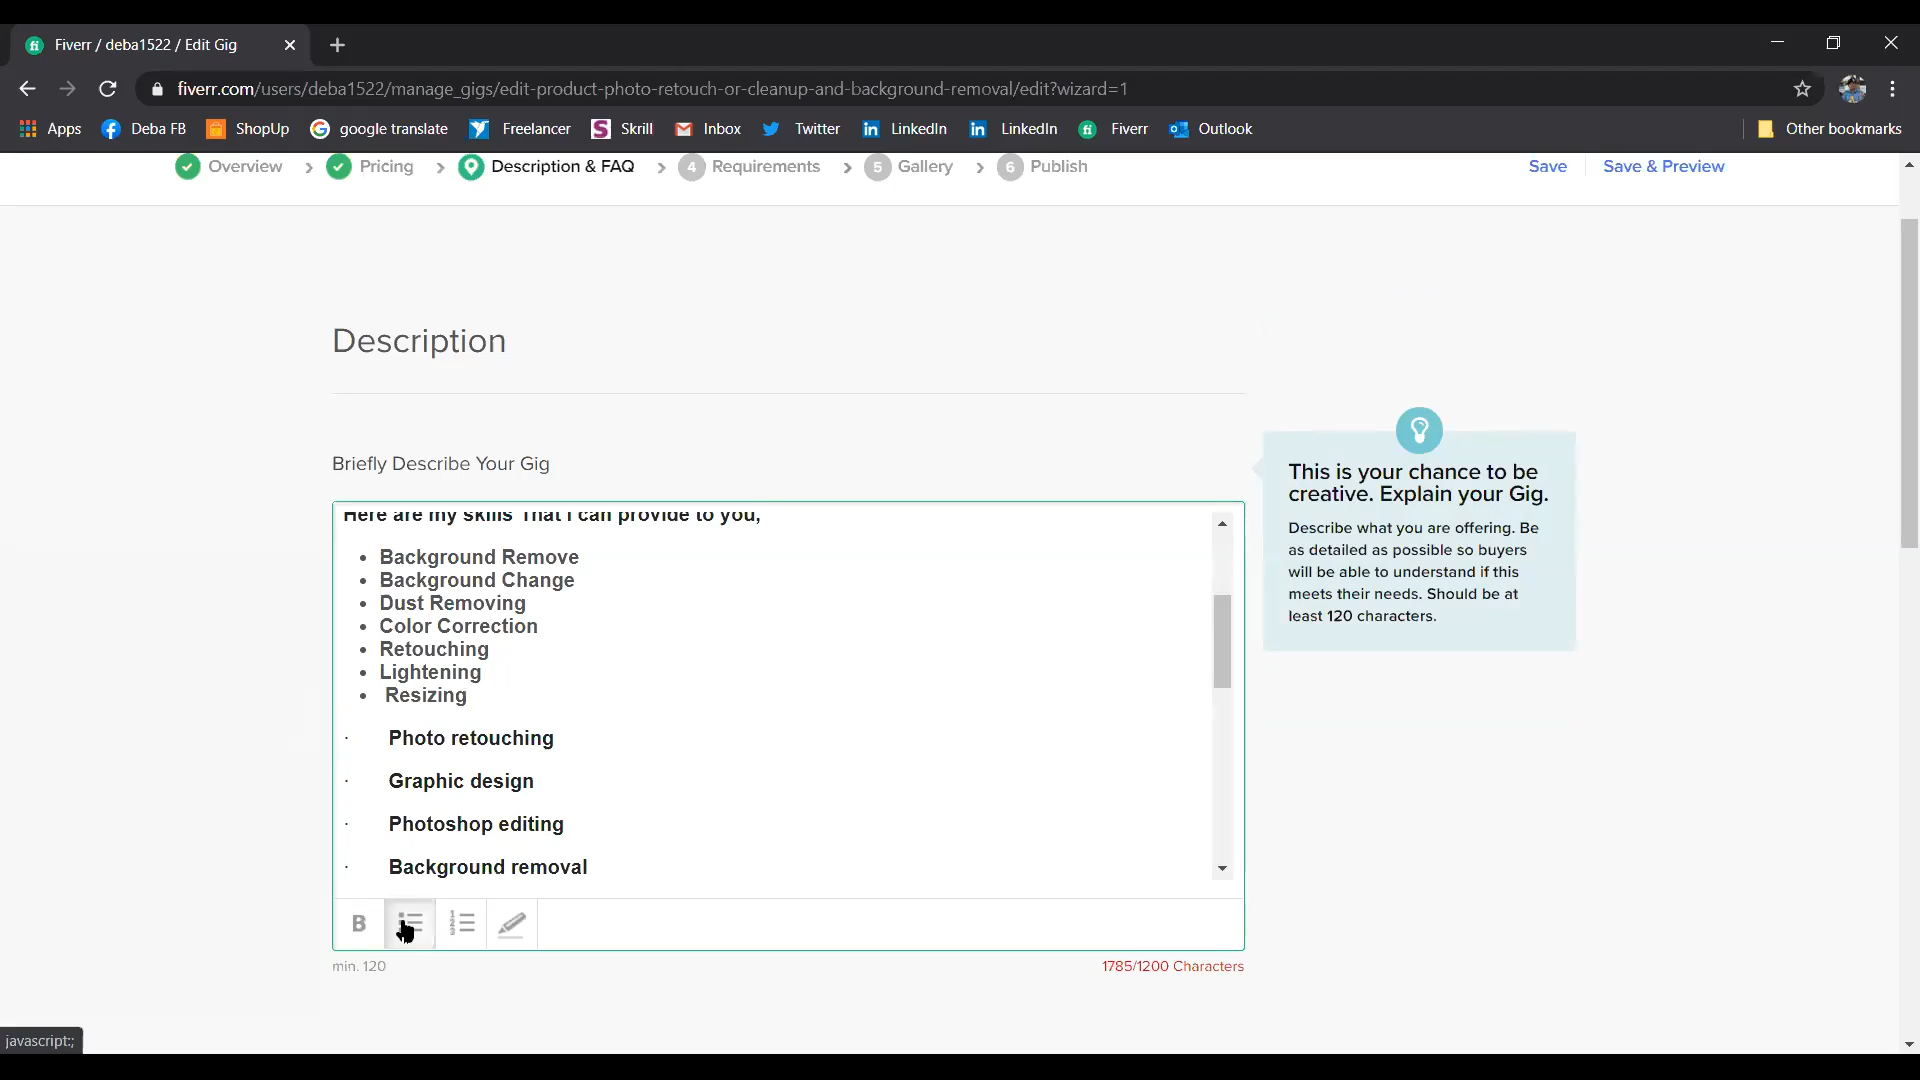 Fiverr / deba1522 / Edit Gig
fiverr.com/users/deba1522/manage_gigs/edit-product-photo-retouch-or-cleanup-and-background-removal/edit?wizard=1
Apps Deba FB ShopUp google translate Freelancer Skrill Inbox Twitter LinkedIn LinkedIn Fiverr Outlook Other bookmarks
Overview Pricing Description & FAQ 4 Requirements 5 Gallery 6 Publish Save Save & Preview
Description
Briefly Describe Your Gig
Here are my skills That i can provide to you,
• Background Remove
• Background Change
• Dust Removing
• Color Correction
• Retouching
• Lightening
• Resizing
· Photo retouching
· Graphic design
· Photoshop editing
· Background removal
B
min. 120
1785/1200 Characters
This is your chance to be
creative. Explain your Gig.
Describe what you are offering. Be
as detailed as possible so buyers
will be able to understand if this
meets their needs. Should be at
least 120 characters.
javascript:;